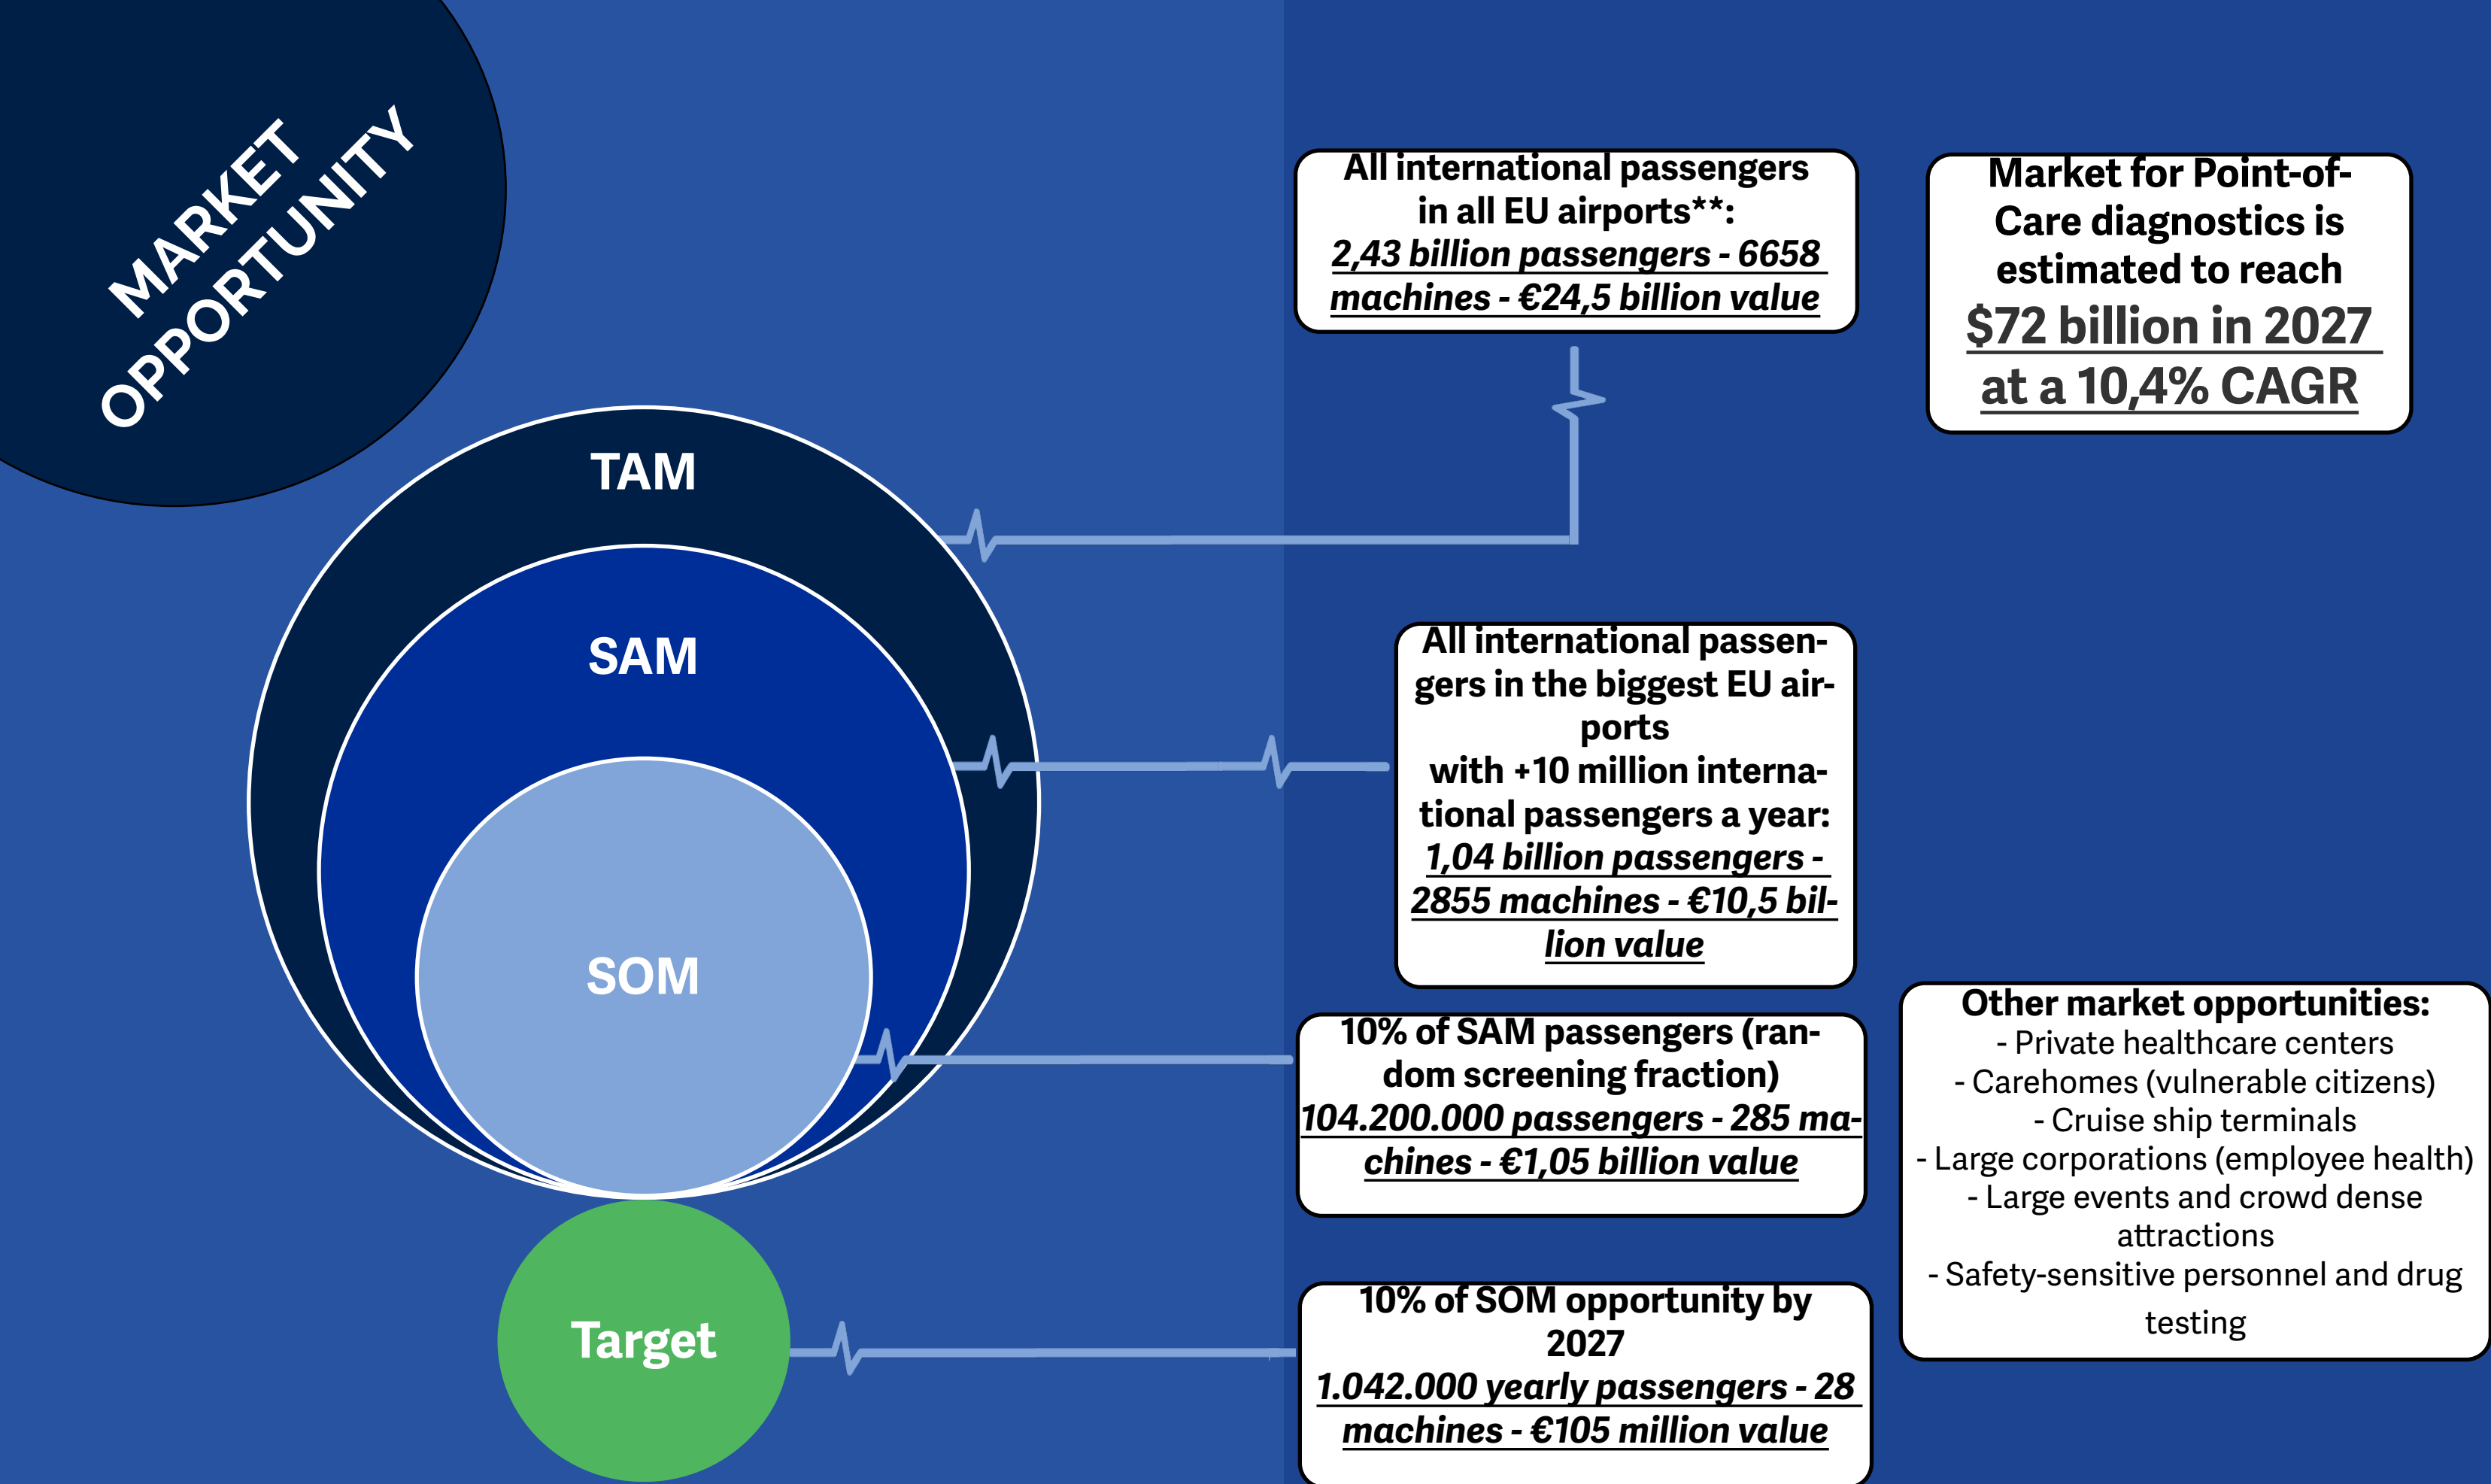 MARKET
OPPORTUNITY
All international passengers
in all EU airports**:
2,43 billion passengers - 6658
machines - €24,5 billion value
Market for Point-of-
Care diagnostics is
estimated to reach
$72 billion in 2027
at a 10,4% CAGR
TAM
SAM
SOM
Target
All international passen-
gers in the biggest EU air-
ports
with +10 million interna-
tional passengers a year:
1,04 billion passengers -
2855 machines - €10,5 bil-
lion value
10% of SAM passengers (ran-
dom screening fraction)
104.200.000 passengers - 285 ma-
chines - €1,05 billion value
10% of SOM opportunity by
2027
1.042.000 yearly passengers - 28
machines - €105 million value
Other market opportunities:
- Private healthcare centers
- Carehomes (vulnerable citizens)
- Cruise ship terminals
- Large corporations (employee health)
- Large events and crowd dense
attractions
- Safety-sensitive personnel and drug
testing